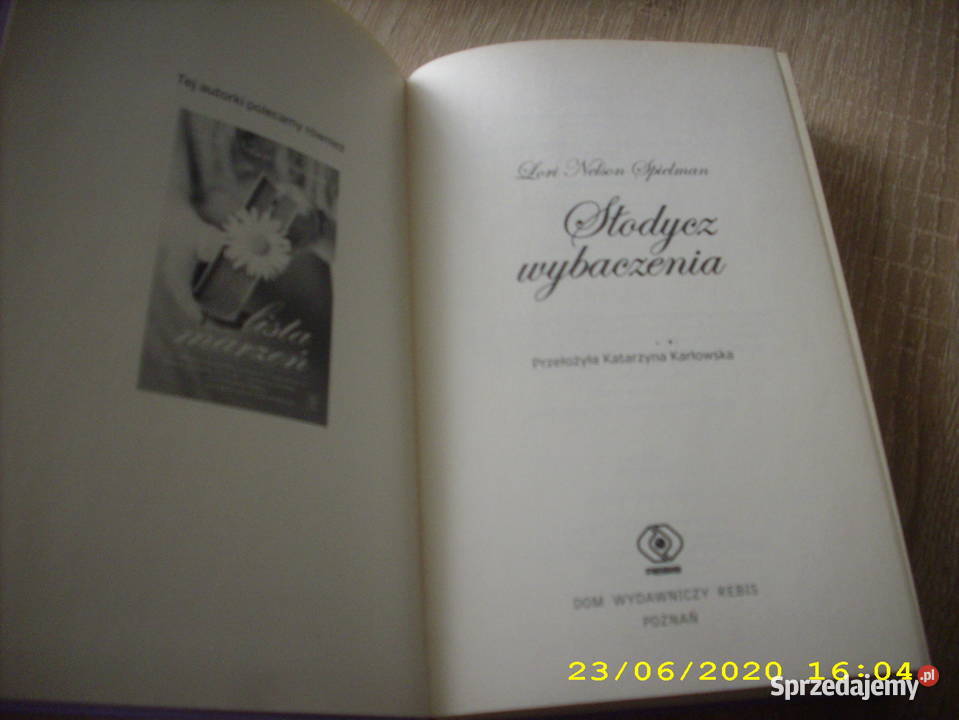 Tej autorki polecamy również
lista
marzeń
Lori Nelson Spielman
Słodycz
wybaczenia
Przełożyła Katarzyna Karłowska
REBIS
DOM WYDAWNICZY REBIS
POZNAŃ
23/06/2020 16:04
Sprzedajemy.pl